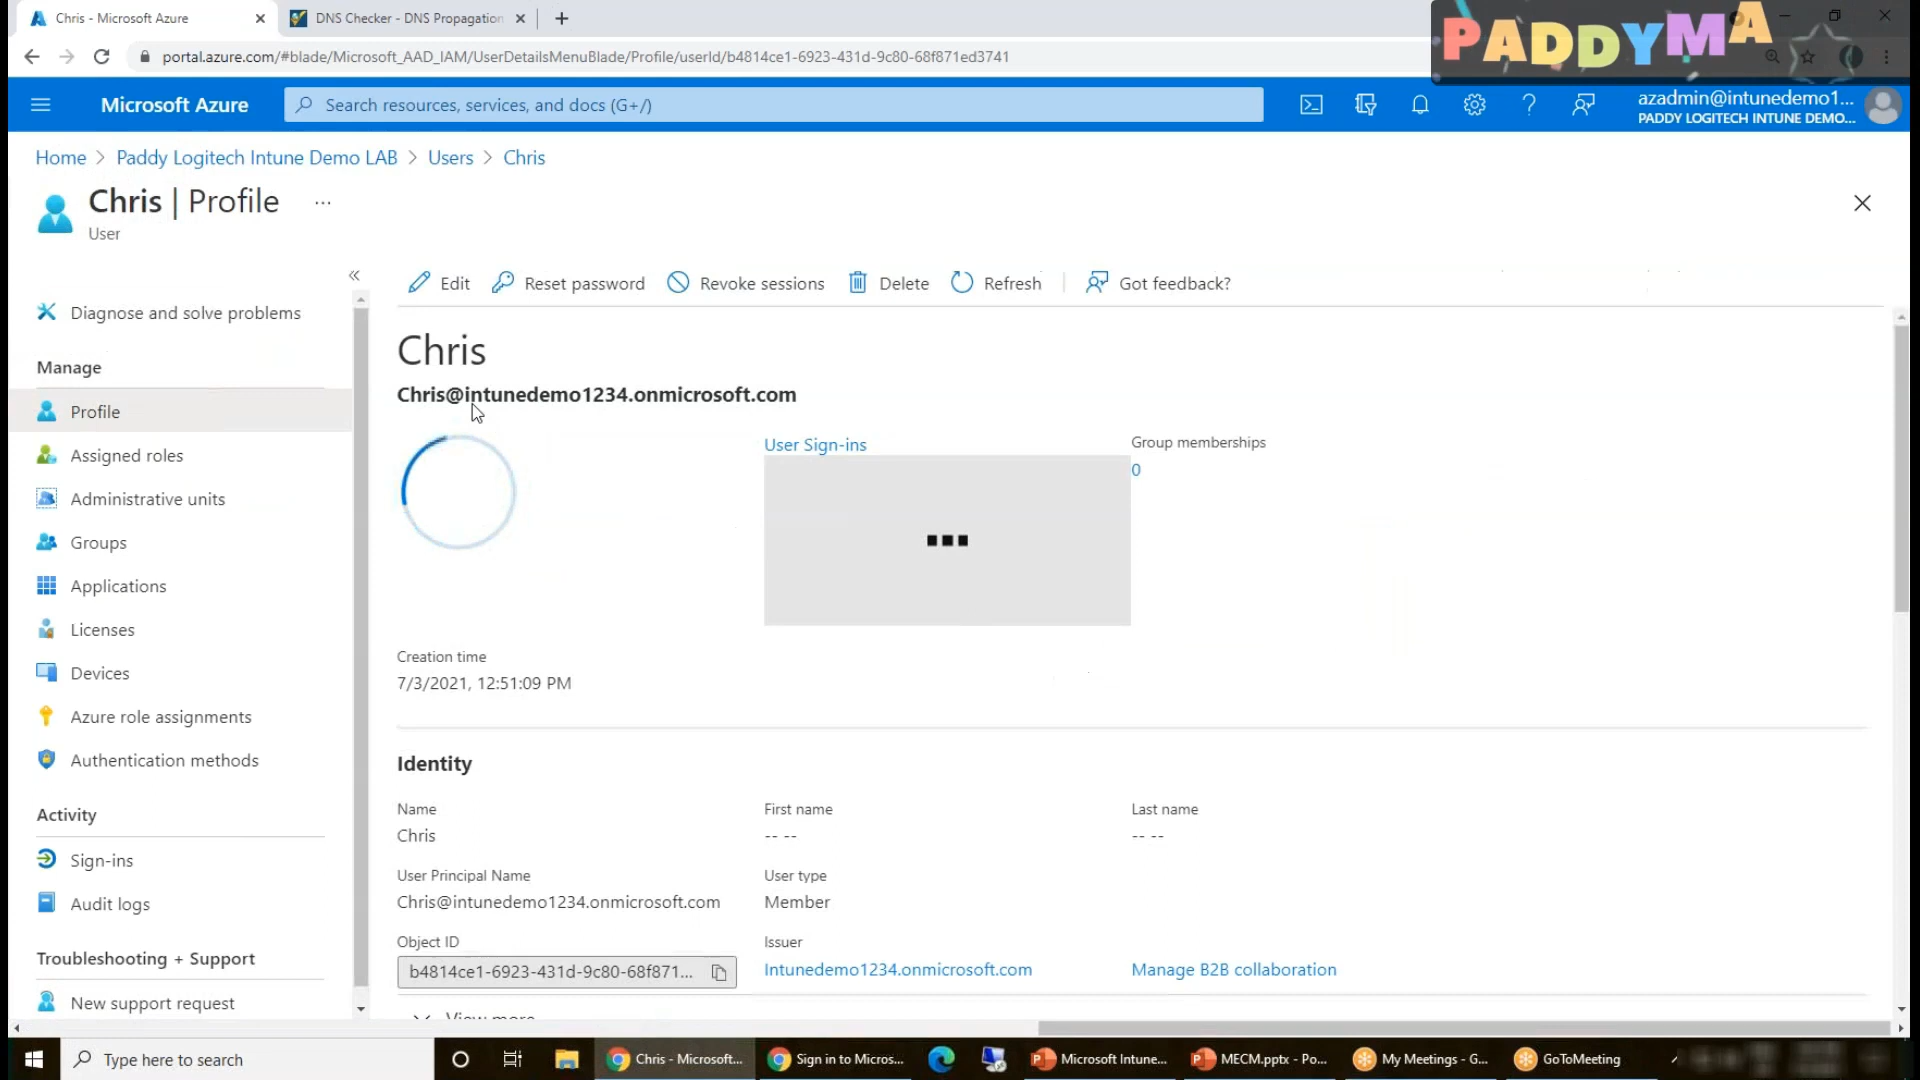 Chris - Microsoft Azure
DNS Checker - DNS Propagation
PADDYMA
portal.azure.com/#blade/Microsoft_AAD_IAM/UserDetailsMenuBlade/Profile/userId/b4814ce1-6923-431d-9c80-68f871ed3741
Microsoft Azure
Search resources, services, and docs (G+/)
azadmin@intunedemo1...
PADDY LOGITECH INTUNE DEMO...
Home > Paddy Logitech Intune Demo LAB > Users > Chris
Chris | Profile ...
User
Edit
Reset password
Revoke sessions
Delete
Refresh
Got feedback?
Diagnose and solve problems
Manage
Profile
Assigned roles
Administrative units
Groups
Applications
Licenses
Devices
Azure role assignments
Authentication methods
Activity
Sign-ins
Audit logs
Troubleshooting + Support
New support request
Chris
Chris@intunedemo1234.onmicrosoft.com
User Sign-ins
Group memberships
0
Creation time
7/3/2021, 12:51:09 PM
Identity
Name
Chris
First name
-- --
Last name
-- --
User Principal Name
Chris@intunedemo1234.onmicrosoft.com
User type
Member
Object ID
b4814ce1-6923-431d-9c80-68f871...
Issuer
Intunedemo1234.onmicrosoft.com
Manage B2B collaboration
View more
Type here to search
Chris - Microsoft...
Sign in to Micros...
Microsoft Intune...
MECM.pptx - Po...
My Meetings - G...
GoToMeeting